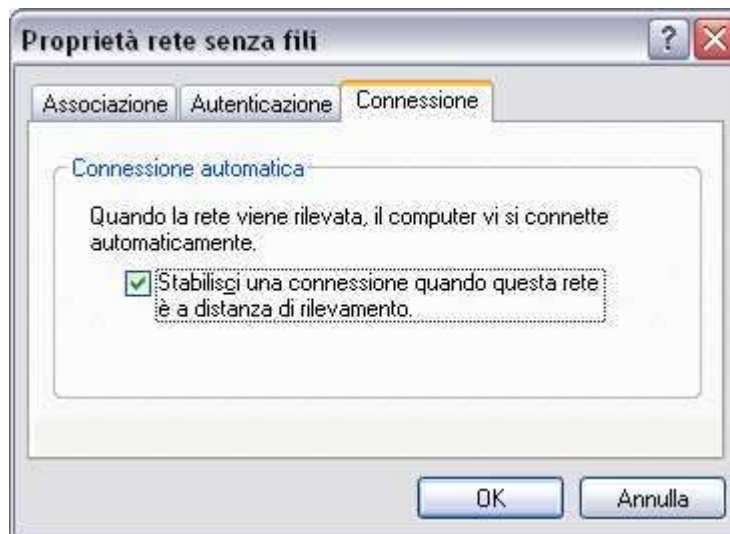 Proprietà rete senza fili
Associazione Autenticazione Connessione
Connessione automatica
Quando la rete viene rilevata, il computer vi si connette
automaticamente.
Stabilisci una connessione quando questa rete
è a distanza di rilevamento.
OK Annulla